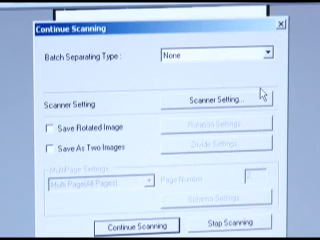 Continue Scanning
Batch Separating Type : None
Scanner Setting Scanner Setting...
Save Rotated Image Rotation Settings...
Save As Two Images Divide Settings...
MultiPage Settings
Multi Page(All Pages) Page Number
Schema Settings
Continue Scanning Stop Scanning